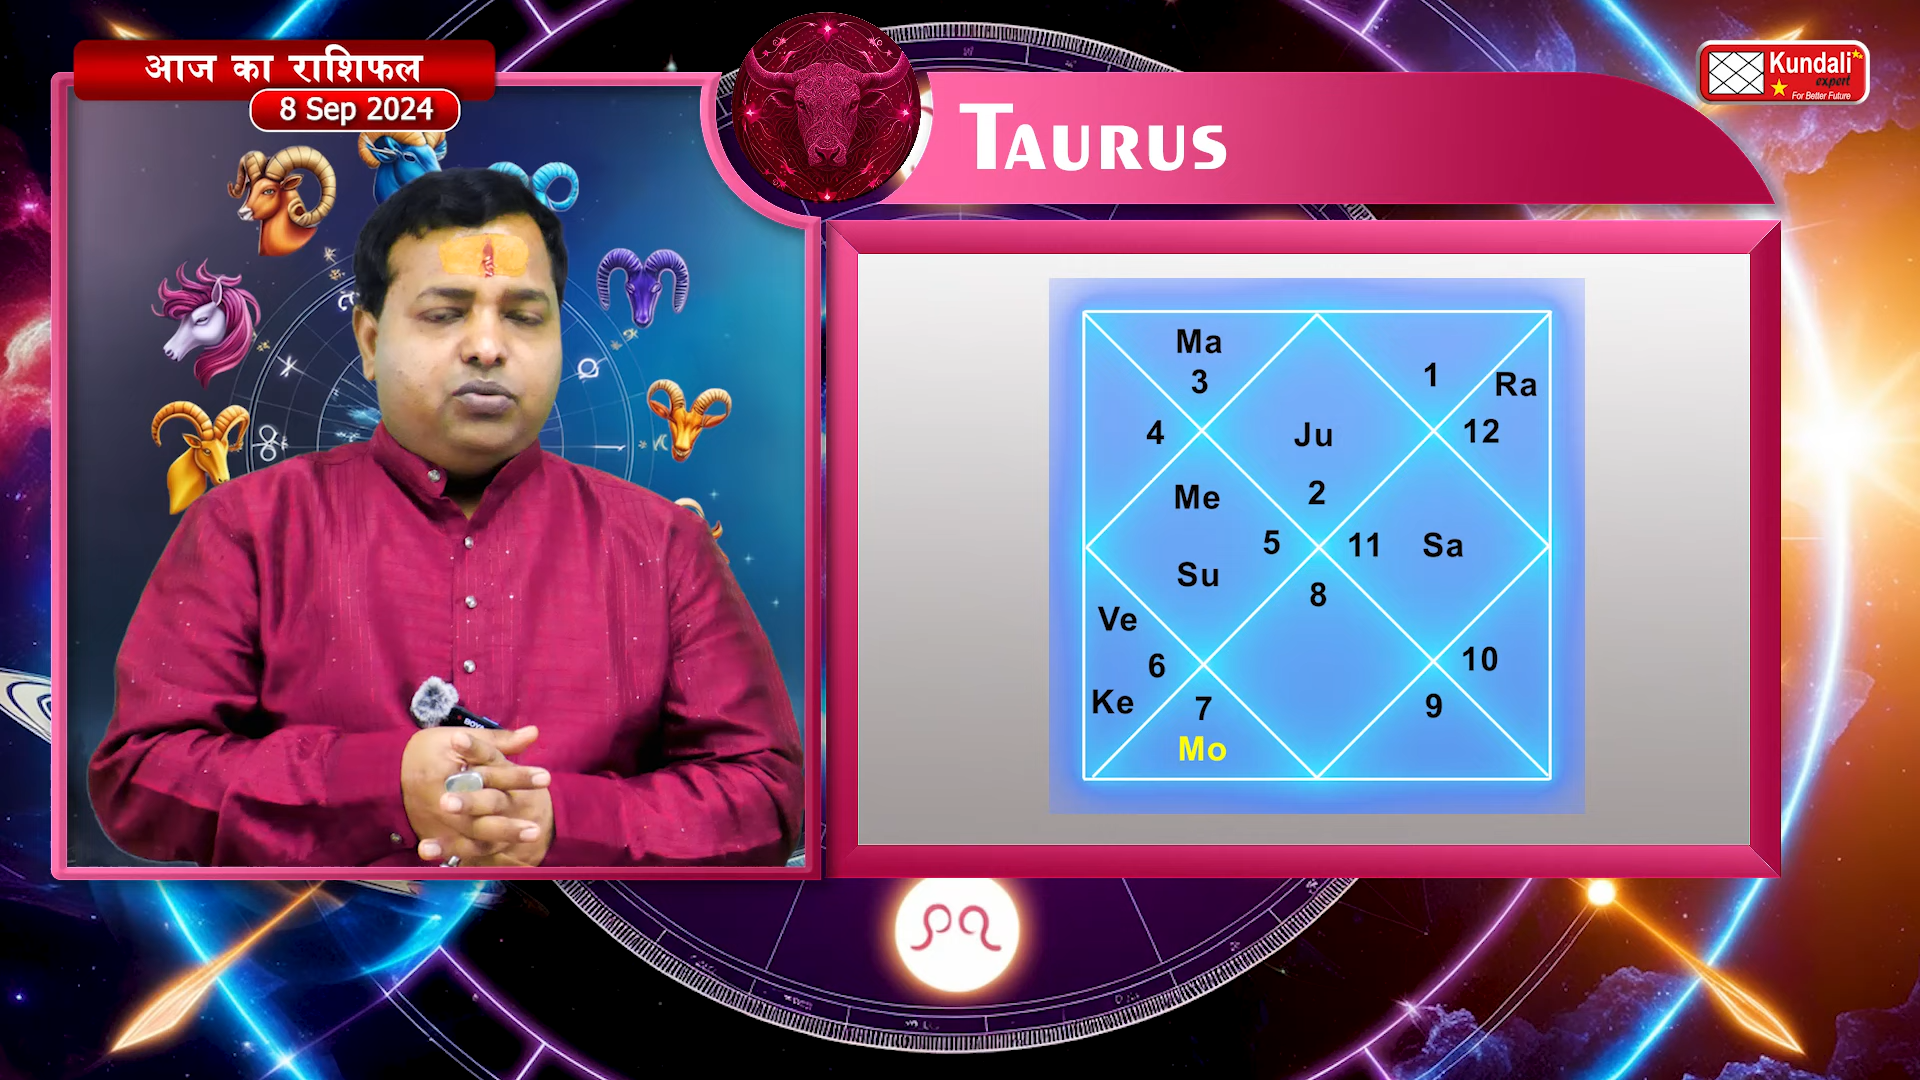 आज का राशिफल
8 Sep 2024
TAURUS
Kundali
expert
For Better Future
Ma
3
1
Ra
4
Ju
12
Me
2
5
11
Sa
Su
8
Ve
6
10
Ke
7
9
Mo
BOYA